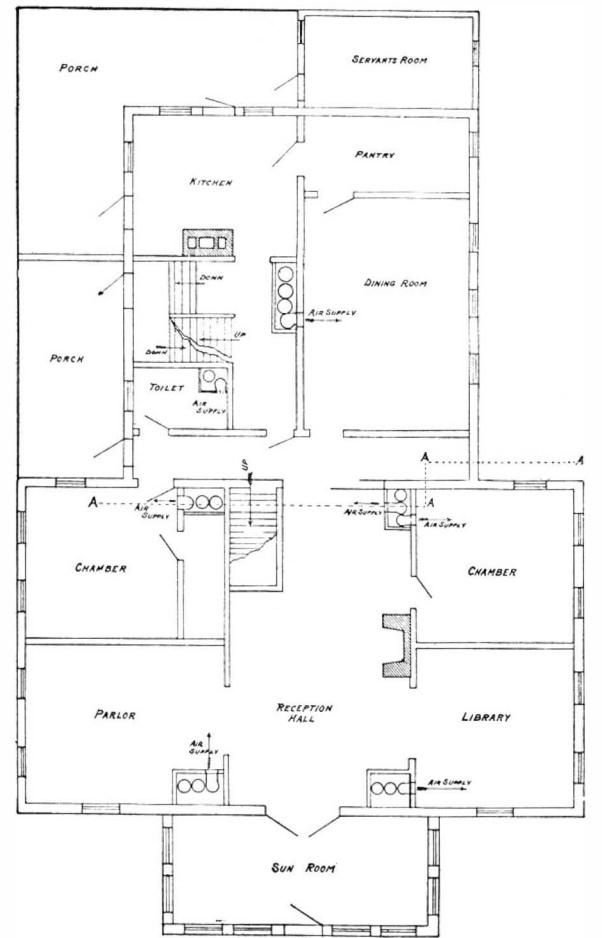 PORCH
SERVANTS ROOM
PANTRY
KITCHEN
DOWN
DINING ROOM
AIR SUPPLY
UP
DOWN
PORCH
TOILET
AIR
SUPPLY
A
A
UP
A
AIR
SUPPLY
AIR SUPPLY
A
AIR SUPPLY
CHAMBER
CHAMBER
PARLOR
RECEPTION
HALL
LIBRARY
AIR
SUPPLY
AIR SUPPLY
SUN ROOM